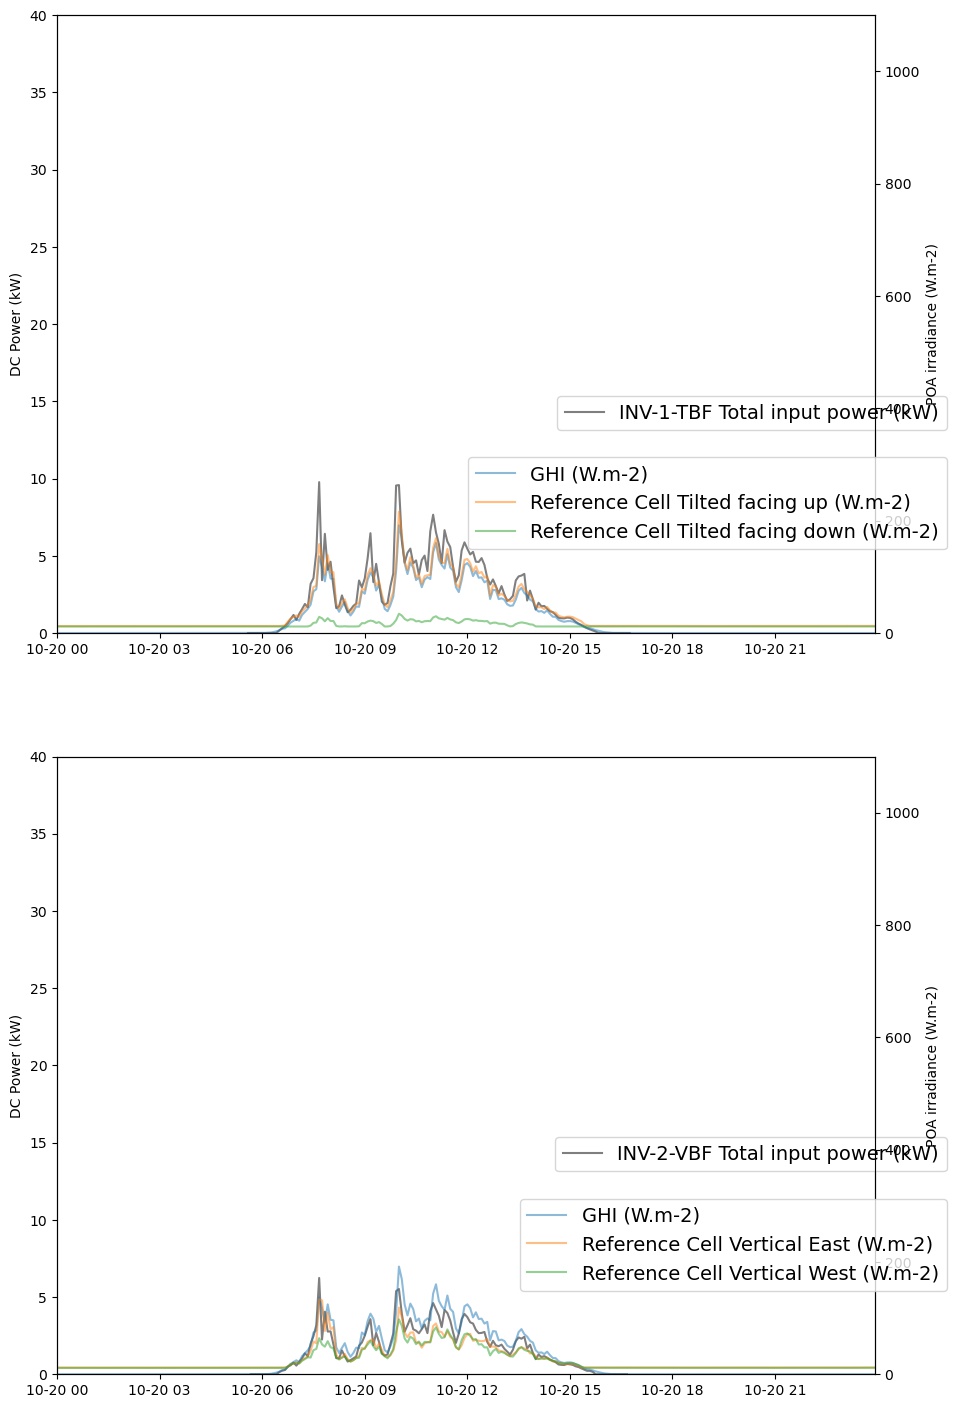 40
35
30
25
20
15
10
5
0
DC Power (kW)
1000
800
600
400
200
0
POA irradiance (W.m-2)
INV-1-TBF Total input power (kW)
GHI (W.m-2)
Reference Cell Tilted facing up (W.m-2)
Reference Cell Tilted facing down (W.m-2)
10-20 00 10-20 03 10-20 06 10-20 09 10-20 12 10-20 15 10-20 18 10-20 21
40
35
30
25
20
15
10
5
0
DC Power (kW)
1000
800
600
400
200
0
POA irradiance (W.m-2)
INV-2-VBF Total input power (kW)
GHI (W.m-2)
Reference Cell Vertical East (W.m-2)
Reference Cell Vertical West (W.m-2)
10-20 00 10-20 03 10-20 06 10-20 09 10-20 12 10-20 15 10-20 18 10-20 21